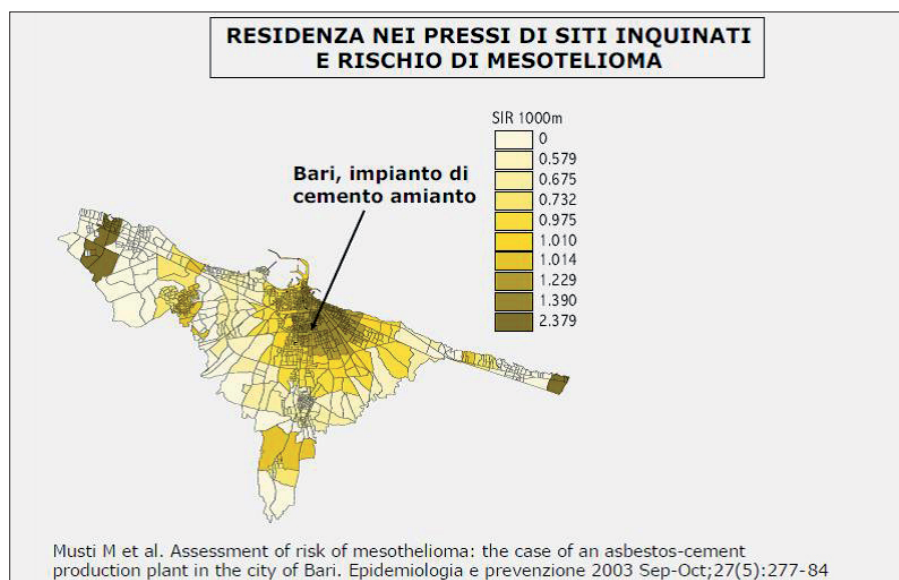 RESIDENZA NEI PRESSI DI SITI INQUINATI
E RISCHIO DI MESOTELIOMA
SIR 1000m
0
0.579
0.675
0.732
0.975
1.010
1.014
1.229
1.390
2.379
Bari, impianto di
cemento amianto
Musti M et al. Assessment of risk of mesothelioma: the case of an asbestos-cement
production plant in the city of Bari. Epidemiologia e prevenzione 2003 Sep-Oct;27(5):277-84